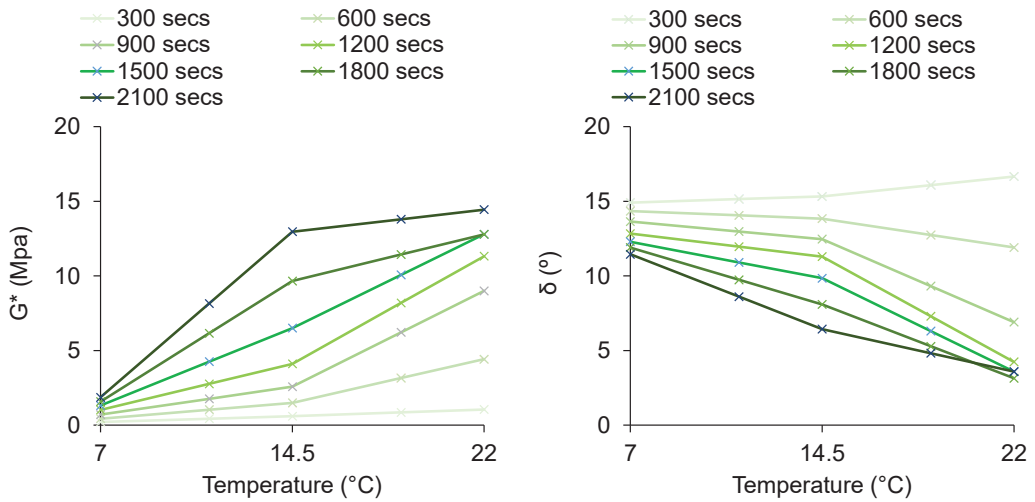 300 secs
600 secs
900 secs
1200 secs
1500 secs
1800 secs
2100 secs
20
15
10
5
0
G* (Mpa)
7
14.5
22
Temperature (°C)
300 secs
600 secs
900 secs
1200 secs
1500 secs
1800 secs
2100 secs
20
15
10
5
0
δ (º)
7
14.5
22
Temperature (°C)